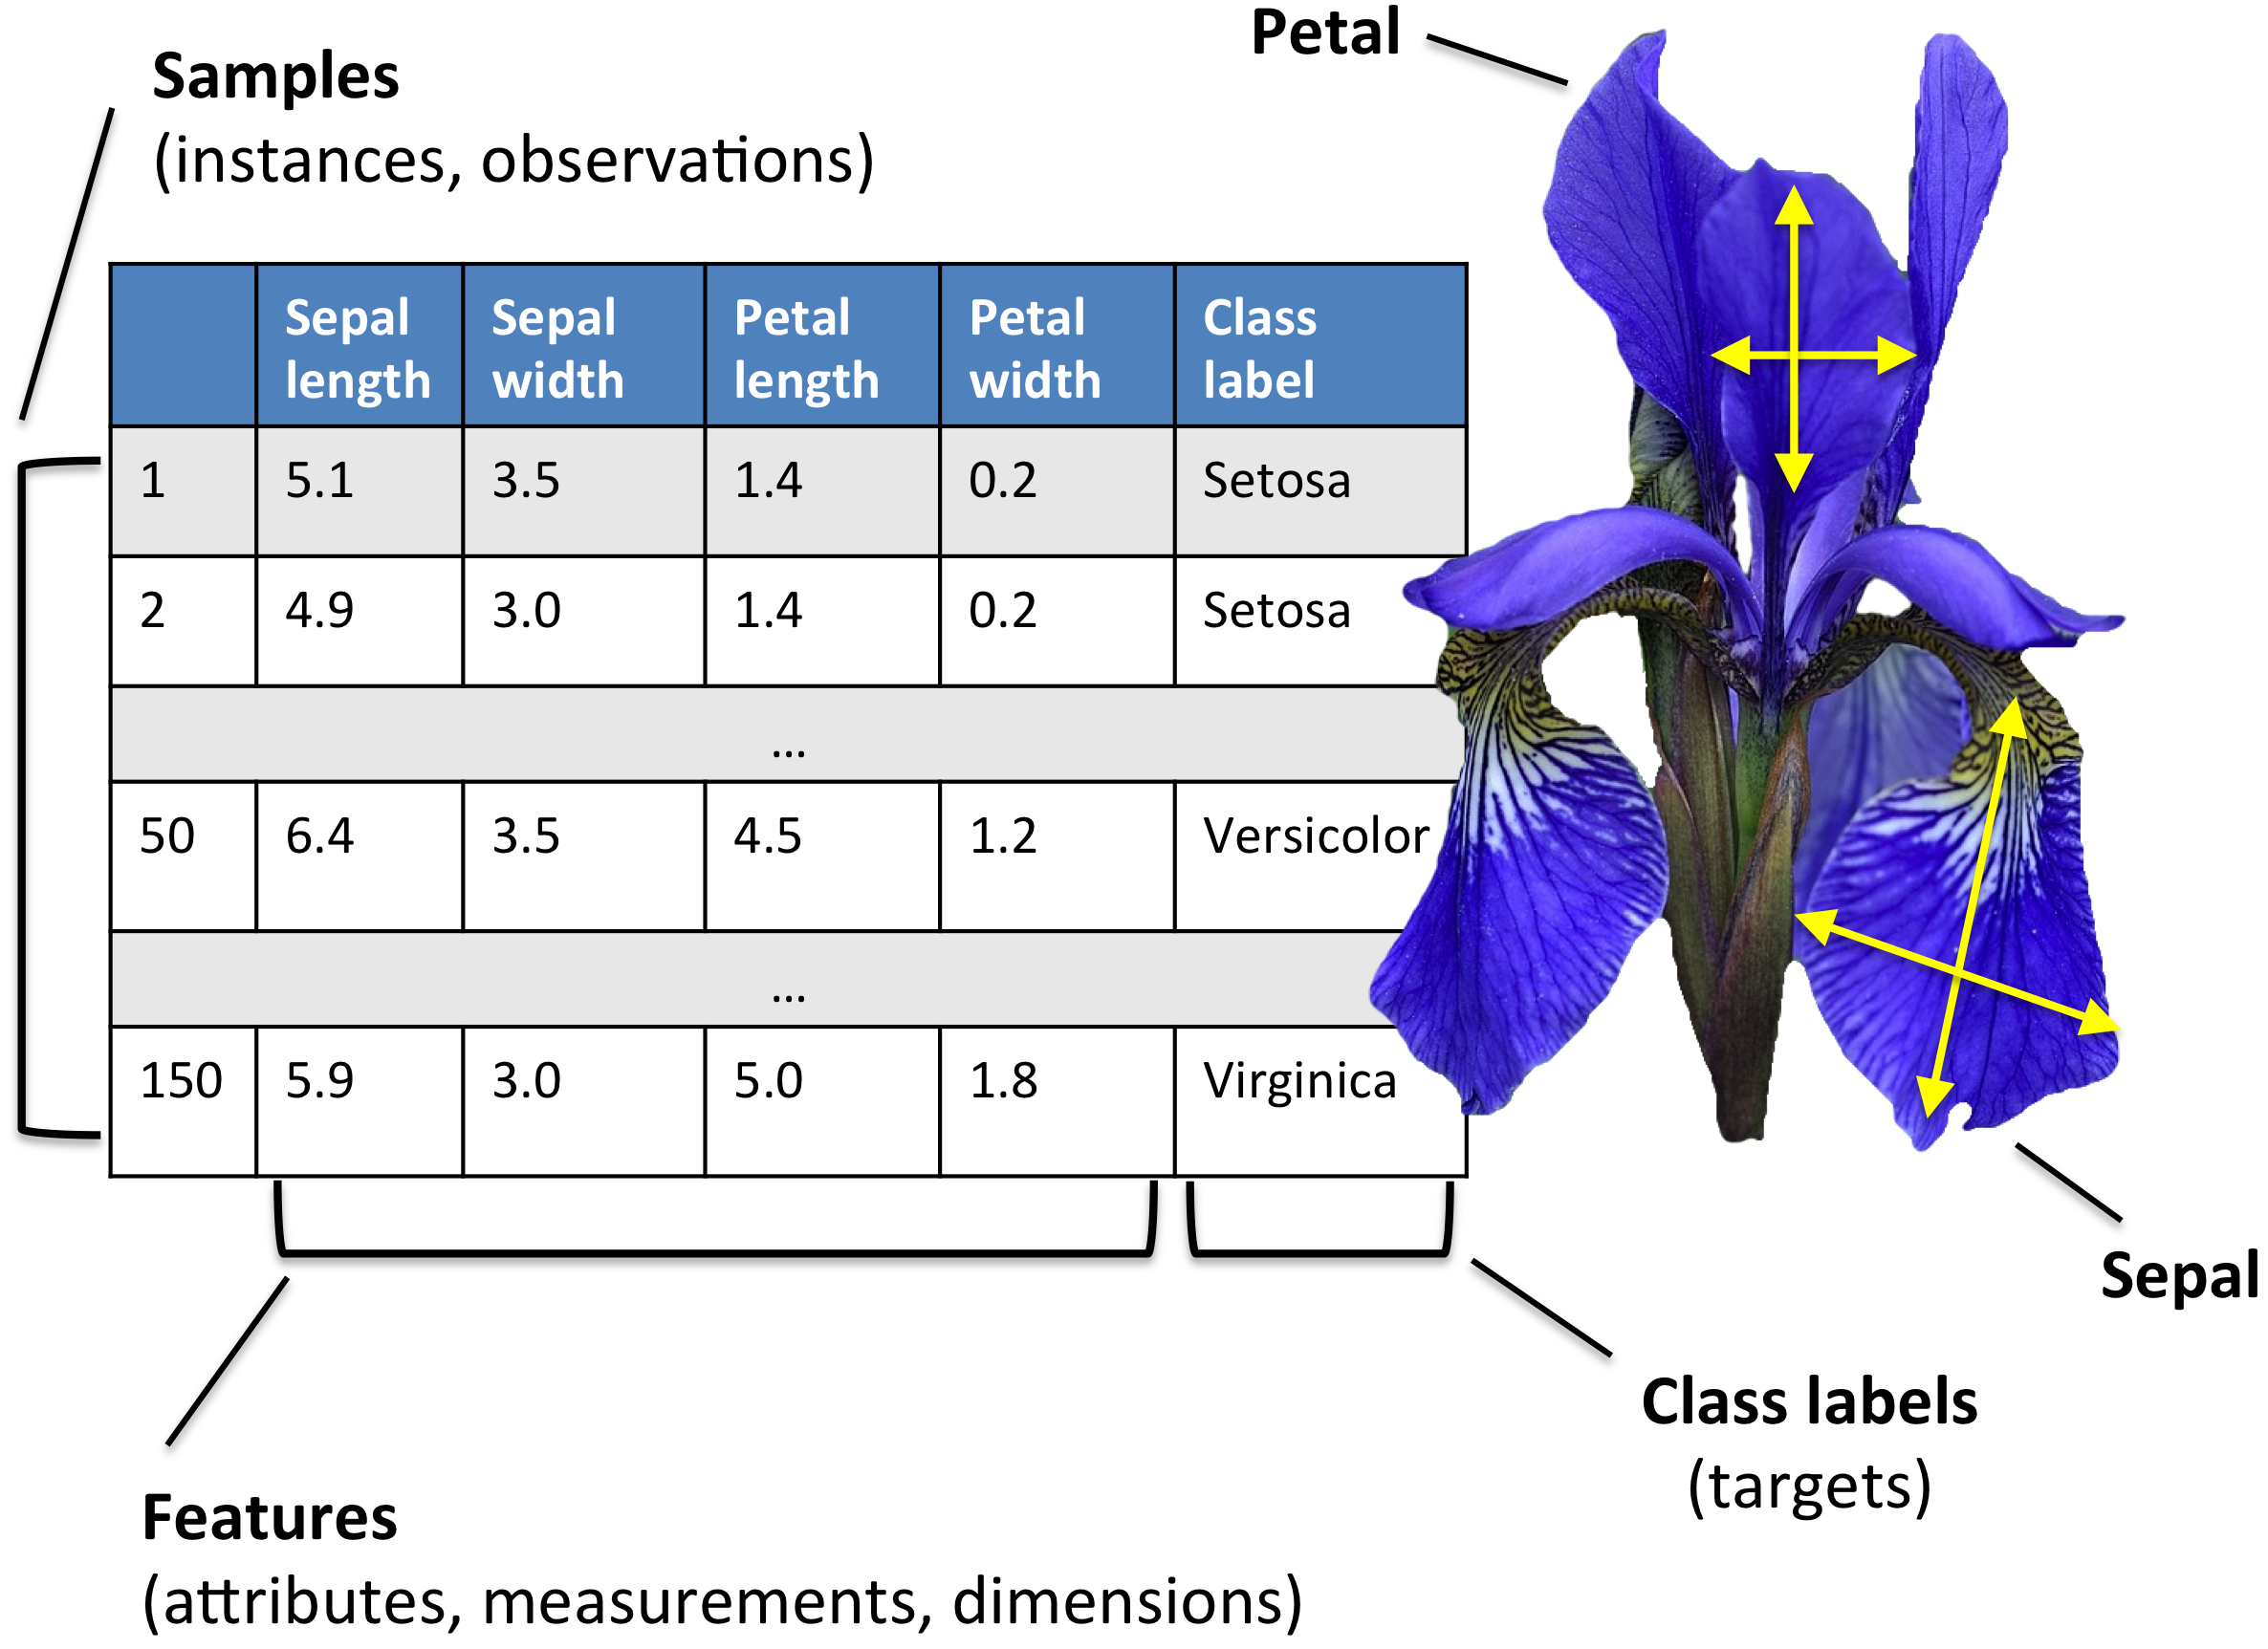 Petal
Samples
(instances, observations)
Sepal length Sepal width Petal length Petal width Class label
1 5.1 3.5 1.4 0.2 Setosa
2 4.9 3.0 1.4 0.2 Setosa
...
50 6.4 3.5 4.5 1.2 Versicolor
...
150 5.9 3.0 5.0 1.8 Virginica
Sepal
Class labels
(targets)
Features
(attributes, measurements, dimensions)